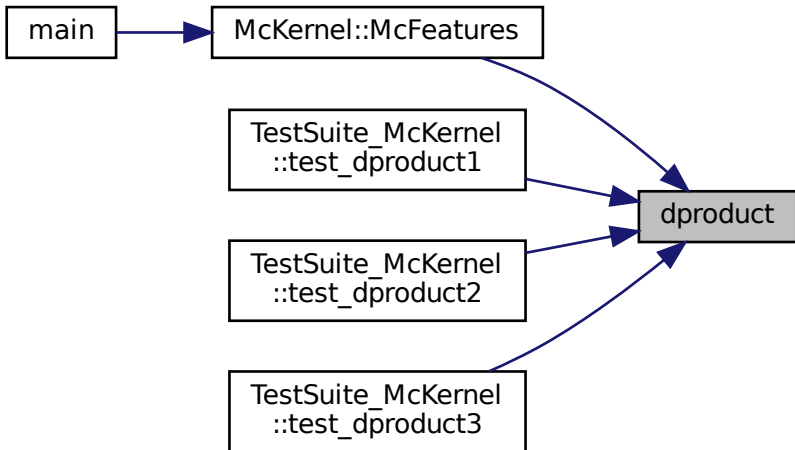 main
McKernel::McFeatures
TestSuite_McKernel
::test_dproduct1
dproduct
TestSuite_McKernel
::test_dproduct2
TestSuite_McKernel
::test_dproduct3